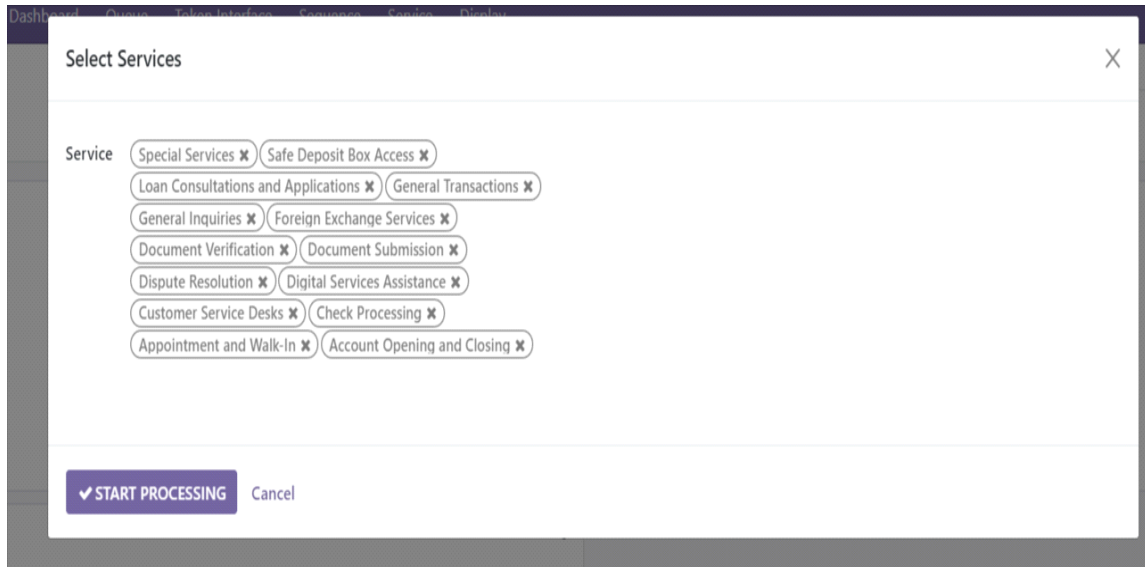 Dashboard Queue Token Interface Sequence Service Display
Select Services X
Service Special Services ✖ Safe Deposit Box Access ✖
Loan Consultations and Applications ✖ General Transactions ✖
General Inquiries ✖ Foreign Exchange Services ✖
Document Verification ✖ Document Submission ✖
Dispute Resolution ✖ Digital Services Assistance ✖
Customer Service Desks ✖ Check Processing ✖
Appointment and Walk-In ✖ Account Opening and Closing ✖
✔ START PROCESSING Cancel